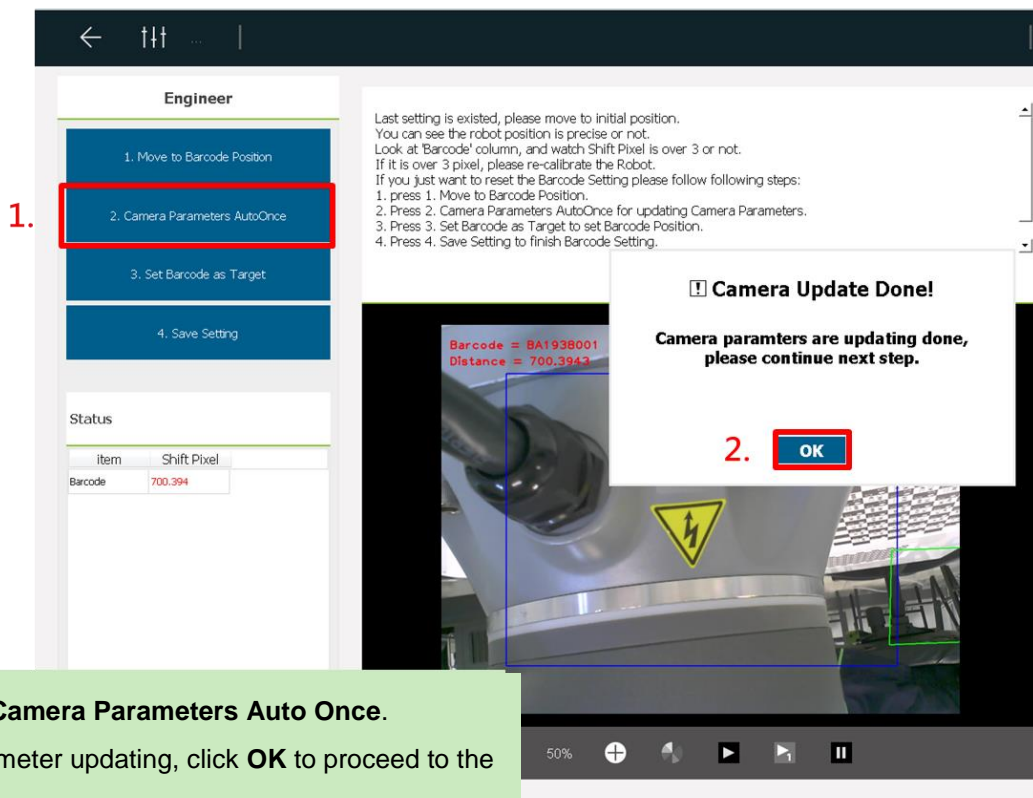 ...
Engineer
1. Move to Barcode Position
1.
2. Camera Parameters AutoOnce
3. Set Barcode as Target
4. Save Setting
Status
item Shift Pixel
Barcode 700.394
Last setting is existed, please move to initial position.
You can see the robot position is precise or not.
Look at 'Barcode' column, and watch Shift Pixel is over 3 or not.
If it is over 3 pixel, please re-calibrate the Robot.
If you just want to reset the Barcode Setting please follow following steps:
1. press 1. Move to Barcode Position.
2. Press 2. Camera Parameters AutoOnce for updating Camera Parameters.
3. Press 3. Set Barcode as Target to set Barcode Position.
4. Press 4. Save Setting to finish Barcode Setting.
! Camera Update Done!
Camera paramters are updating done,
please continue next step.
2. OK
Barcode = BA1938001
Distance = 700.3943
Camera Parameters Auto Once.
meter updating, click OK to proceed to the
50%
1